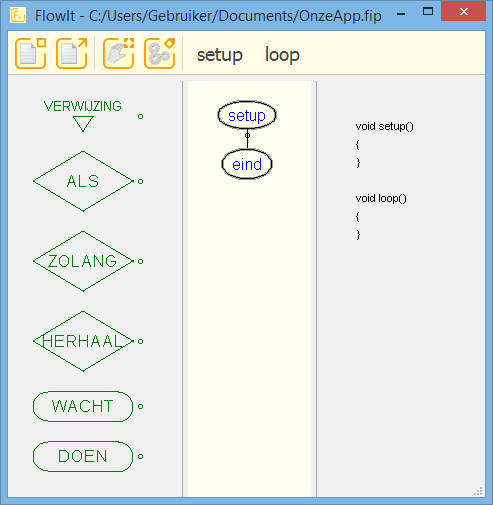 FlowIt - C:/Users/Gebruiker/Documents/OnzeApp.fip
setup loop
VERWIJZING
ALS
ZOLANG
HERHAAL
WACHT
DOEN
setup
eind
void setup()
{
}
void loop()
{
}